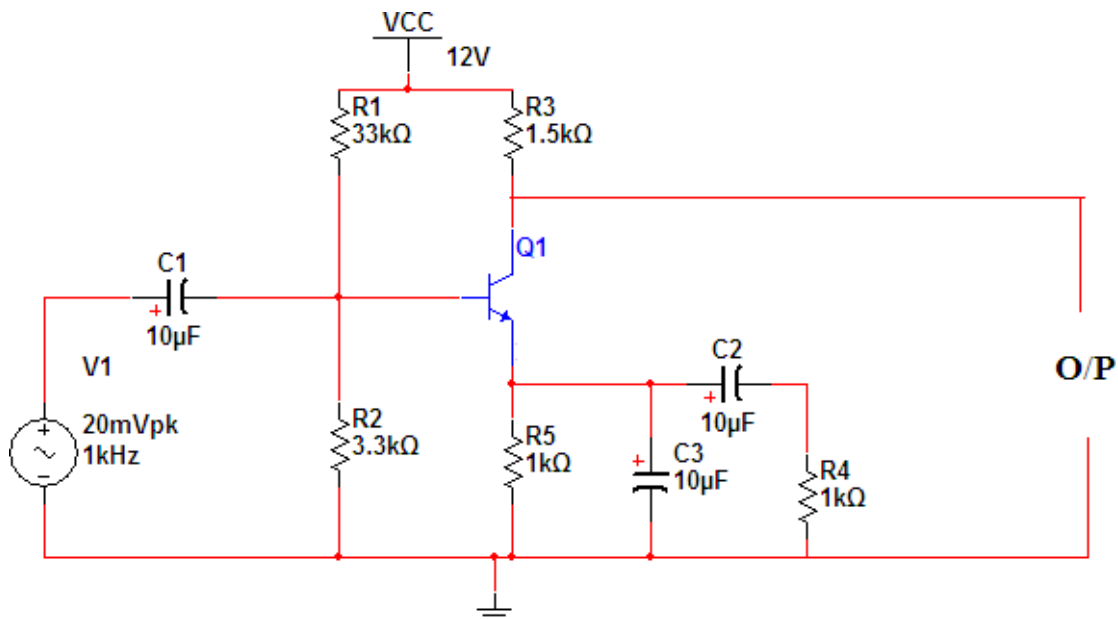 VCC
12V
R1
33kΩ
R3
1.5kΩ
Q1
C1
+
10µF
V1
+
20mVpk
1kHz
R2
3.3kΩ
R5
1kΩ
C2
+
10µF
+
C3
10µF
R4
1kΩ
O/P